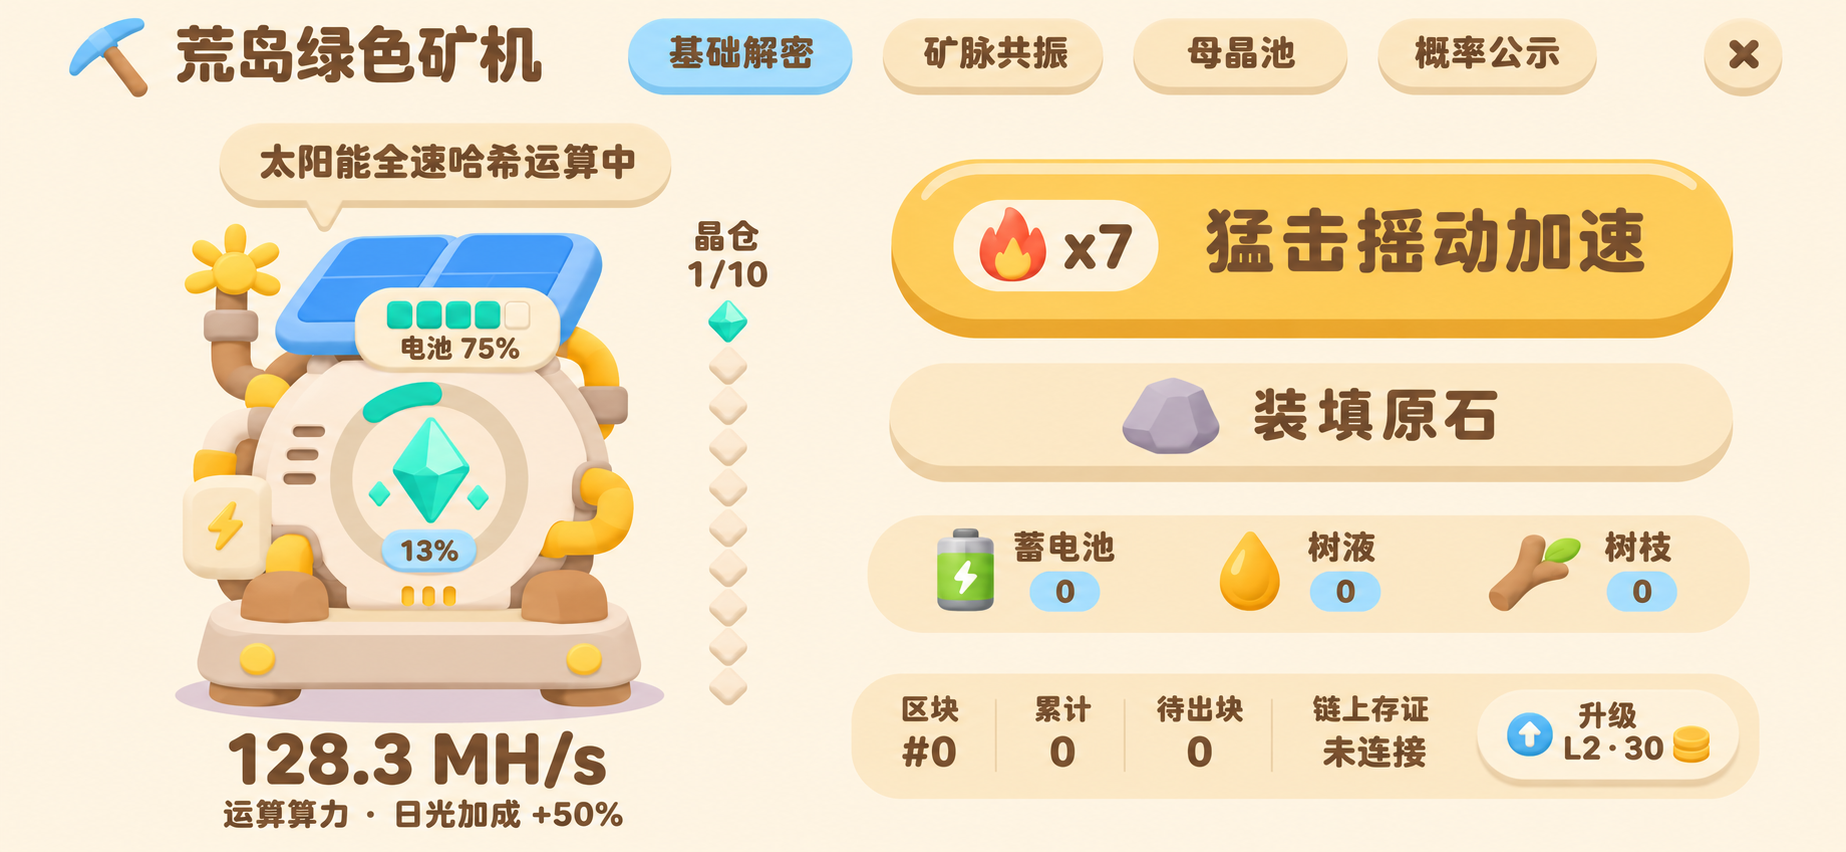 荒岛绿色矿机
基础解密
矿脉共振
母晶池
概率公示
太阳能全速哈希运算中
晶仓
1/10
电池 75%
13%
128.3 MH/s
运算算力 · 日光加成 +50%
x7
猛击摇动加速
装填原石
蓄电池
0
树液
0
树枝
0
区块
#0
累计
0
待出块
0
链上存证
未连接
升级
L2 · 30